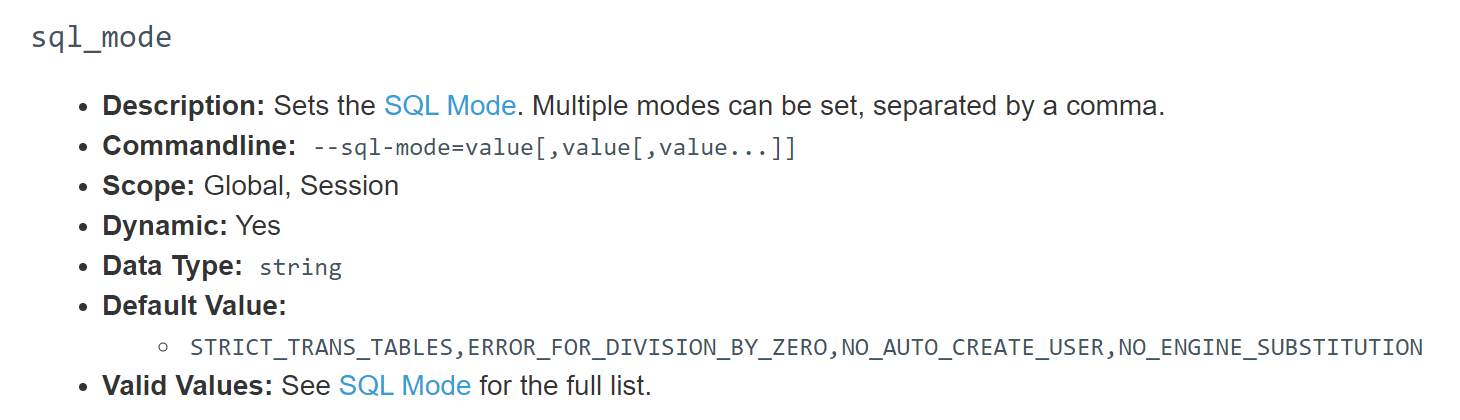 sql_mode
Description: Sets the SQL Mode. Multiple modes can be set, separated by a comma.
Commandline: --sql-mode=value[,value[,value...]]
Scope: Global, Session
Dynamic: Yes
Data Type: string
Default Value:
STRICT_TRANS_TABLES,ERROR_FOR_DIVISION_BY_ZERO,NO_AUTO_CREATE_USER,NO_ENGINE_SUBSTITUTION
Valid Values: See SQL Mode for the full list.